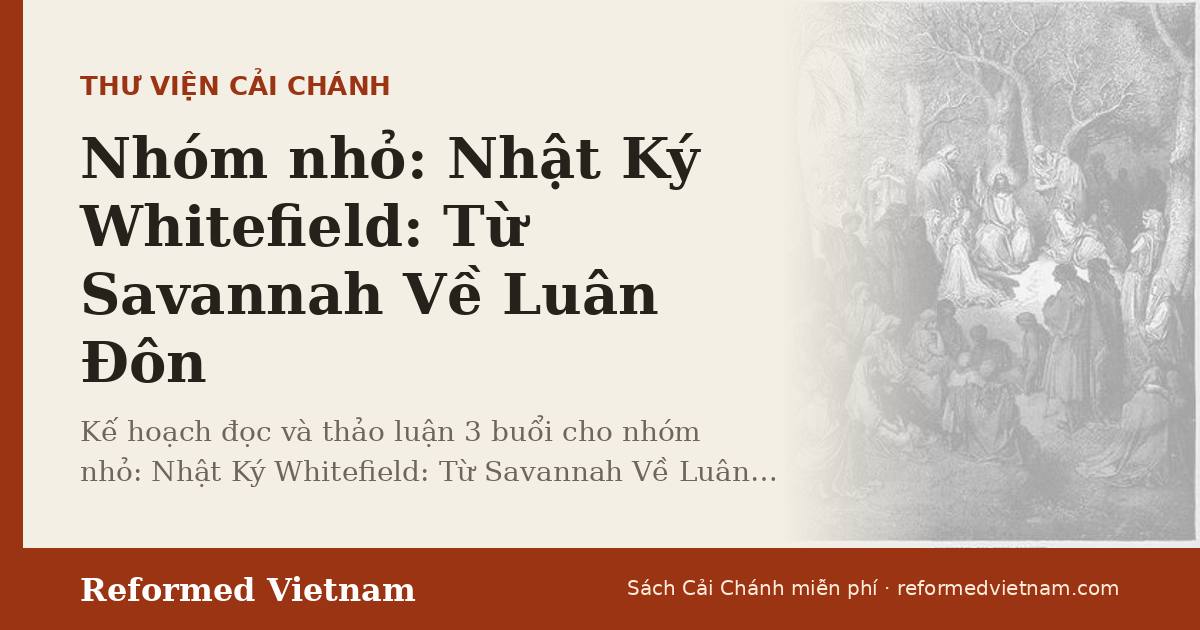 THƯ VIỆN CẢI CHÁNH
Nhóm nhỏ: Nhật Ký
Whitefield: Từ
Savannah Về Luân
Đôn
Kế hoạch đọc và thảo luận 3 buổi cho nhóm
nhỏ: Nhật Ký Whitefield: Từ Savannah Về Luân...
Reformed Vietnam
Sách Cải Chánh miễn phí · reformedvietnam.com